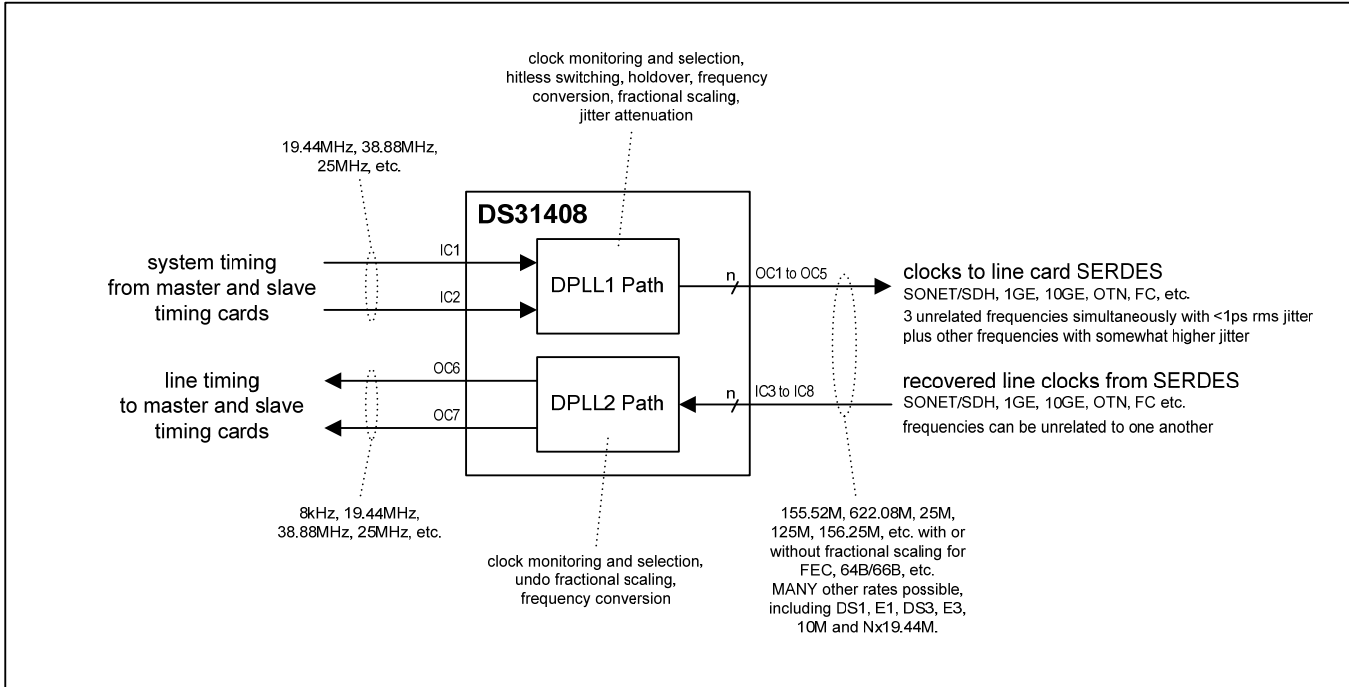 clock monitoring and selection,
hitless switching, holdover, frequency
conversion, fractional scaling,
jitter attenuation
19.44MHz, 38.88MHz,
25MHz, etc.
DS31408
system timing
from master and slave
timing cards
IC1
IC2
DPLL1 Path
n
OC1 to OC5
clocks to line card SERDES
SONET/SDH, 1GE, 10GE, OTN, FC, etc.
3 unrelated frequencies simultaneously with <1ps rms jitter
plus other frequencies with somewhat higher jitter
line timing
to master and slave
timing cards
OC6
OC7
DPLL2 Path
n
IC3 to IC8
recovered line clocks from SERDES
SONET/SDH, 1GE, 10GE, OTN, FC etc.
frequencies can be unrelated to one another
8kHz, 19.44MHz,
38.88MHz, 25MHz, etc.
clock monitoring and selection,
undo fractional scaling,
frequency conversion
155.52M, 622.08M, 25M,
125M, 156.25M, etc. with or
without fractional scaling for
FEC, 64B/66B, etc.
MANY other rates possible,
including DS1, E1, DS3, E3,
10M and Nx19.44M.